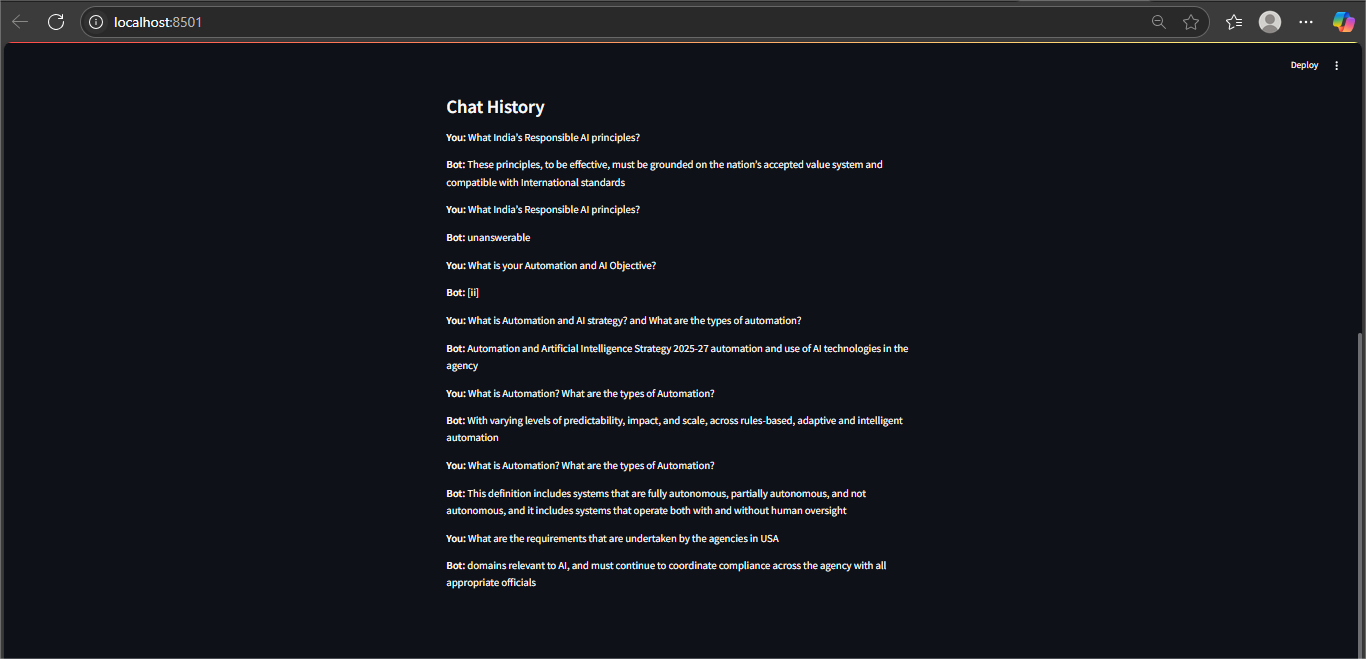 localhost:8501
Deploy
Chat History
You: What India's Responsible AI principles?
Bot: These principles, to be effective, must be grounded on the nation's accepted value system and
compatible with International standards
You: What India's Responsible AI principles?
Bot: unanswerable
You: What is your Automation and AI Objective?
Bot: [ii]
You: What is Automation and AI strategy? and What are the types of automation?
Bot: Automation and Artificial Intelligence Strategy 2025-27 automation and use of AI technologies in the
agency
You: What is Automation? What are the types of Automation?
Bot: With varying levels of predictability, impact, and scale, across rules-based, adaptive and intelligent
automation
You: What is Automation? What are the types of Automation?
Bot: This definition includes systems that are fully autonomous, partially autonomous, and not
autonomous, and it includes systems that operate both with and without human oversight
You: What are the requirements that are undertaken by the agencies in USA
Bot: domains relevant to AI, and must continue to coordinate compliance across the agency with all
appropriate officials